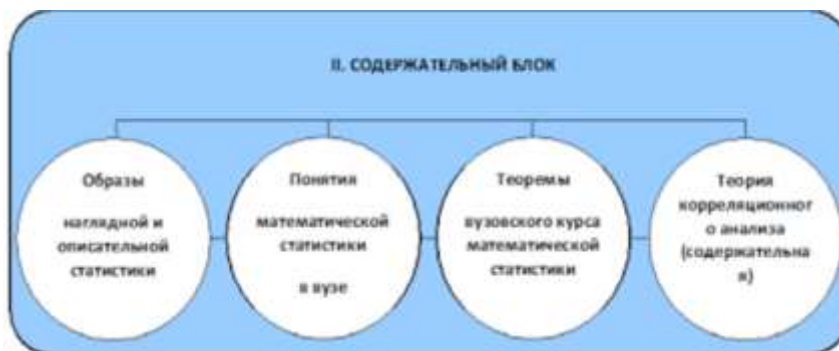 II. СОДЕРЖАТЕЛЬНЫЙ БЛОК
Образы
наглядной и
описательной
статистики
Понятия
математической
статистики
в вузе
Теоремы
вузовского курса
математической
статистики
Теория
корреляционног
о анализа
(содержательна
я)